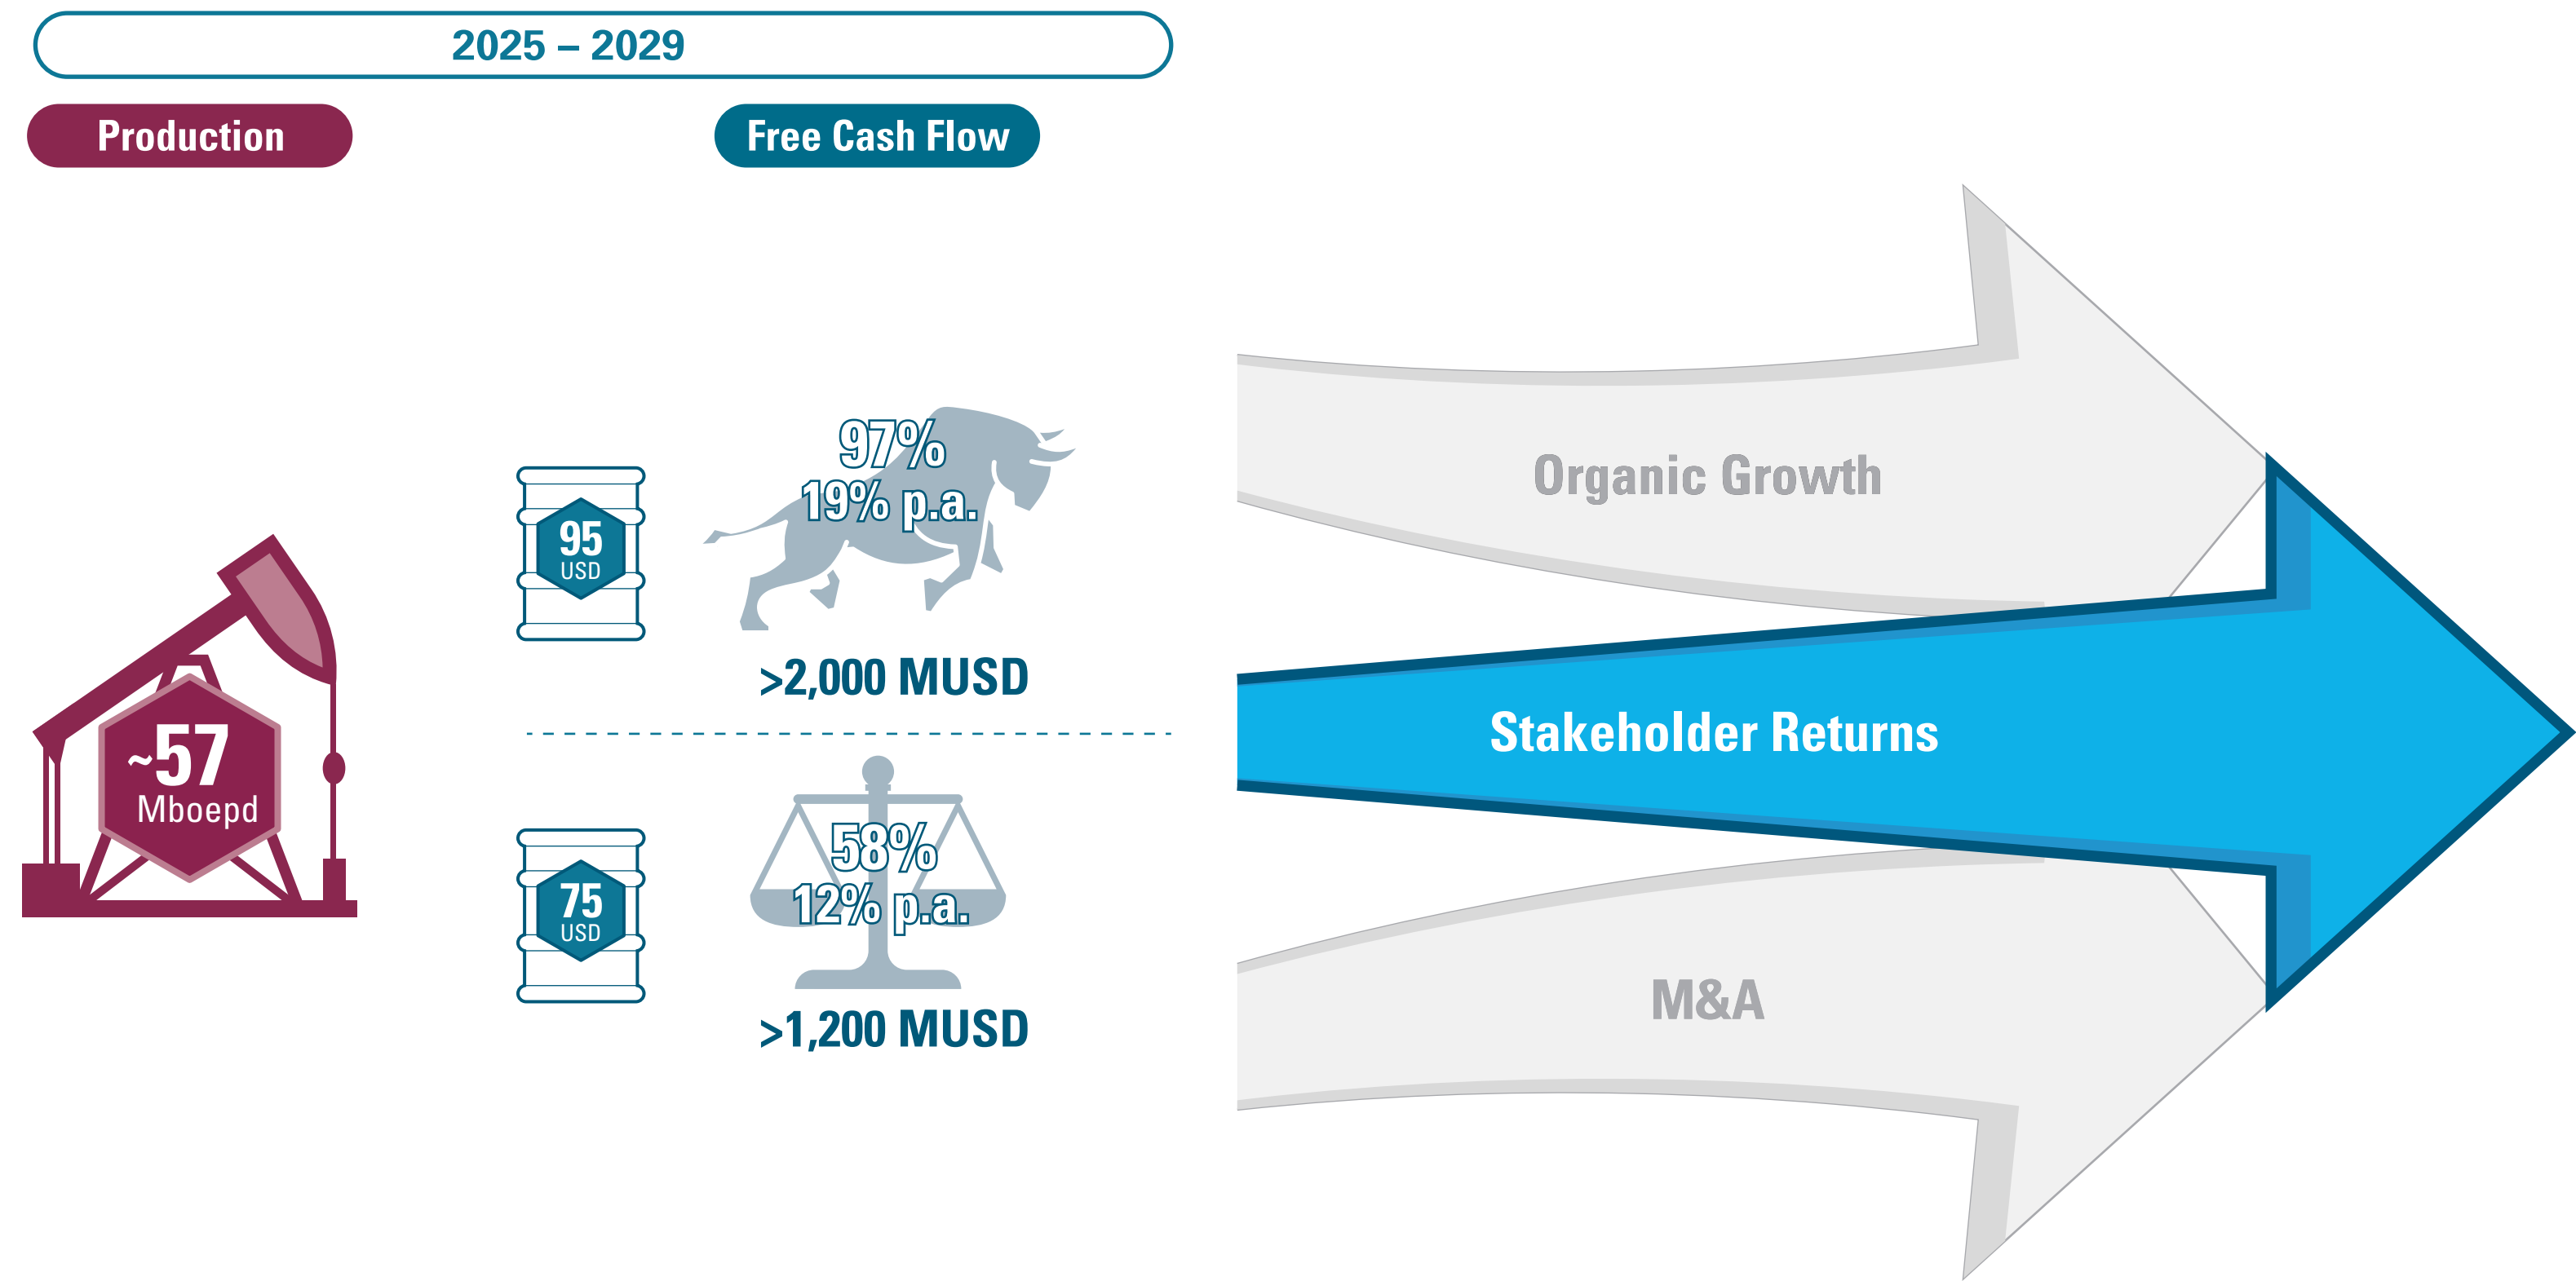 2025 – 2029
Production
Free Cash Flow
~57
Mboepd
95
USD
97%
19% p.a.
>2,000 MUSD
75
USD
58%
12% p.a.
>1,200 MUSD
Organic Growth
Stakeholder Returns
M&A